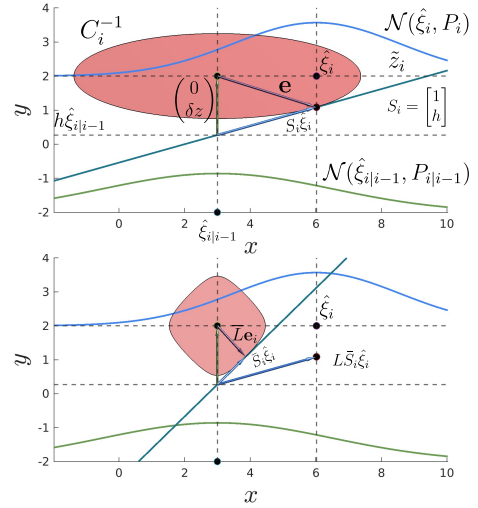 4
C_i^{-1}
𝒩(ξ̂_i, P_i)
3
ξ̂_i
z̃_i
2
e
(0
δz)
S_i = [1
h]
1
hξ̂_{i|i−1}
S_iξ̂_i
y
0
𝒩(ξ̂_{i|i−1}, P_{i|i−1})
-1
-2
0 2 4 6 8 10
ξ̂_{i|i−1}
x
4
3
ξ̂_i
2
L̅e_i
1
S̄_iξ̂_i
LS̄_iξ̂_i
y
0
-1
-2
0 2 4 6 8 10
x